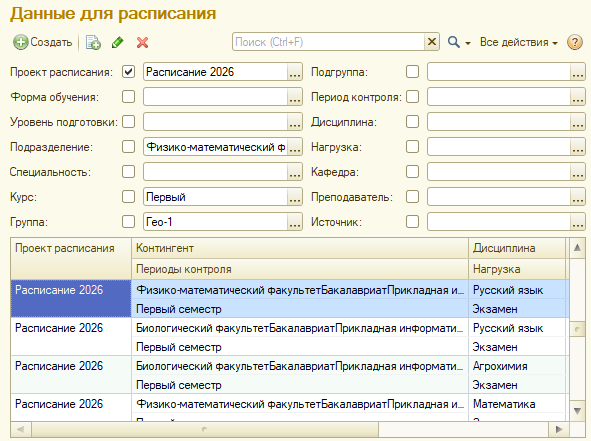 Данные для расписания
Создать Поиск (Ctrl+F) Все действия
Проект расписания: Расписание 2026 ... Подгруппа: ...
Форма обучения: ... Период контроля: ...
Уровень подготовки: ... Дисциплина: ...
Подразделение: Физико-математический ф ... Нагрузка: ...
Специальность: ... Кафедра: ...
Курс: Первый ... Преподаватель: ...
Группа: Гео-1 ... Источник: ...
Проект расписания Контингент Дисциплина
Периоды контроля Нагрузка
Расписание 2026 Физико-математический факультетБакалавриатПрикладная и... Русский язык
Первый семестр Экзамен
Расписание 2026 Биологический факультетБакалавриатПрикладная информати... Русский язык
Первый семестр Экзамен
Расписание 2026 Биологический факультетБакалавриатПрикладная информати... Агрохимия
Первый семестр Экзамен
Расписание 2026 Физико-математический факультетБакалавриатПрикладная и... Математика